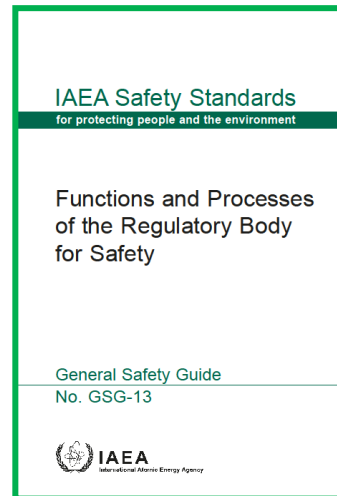 IAEA Safety Standards
for protecting people and the environment
Functions and Processes
of the Regulatory Body
for Safety
General Safety Guide
No. GSG-13
IAEA
International Atomic Energy Agency